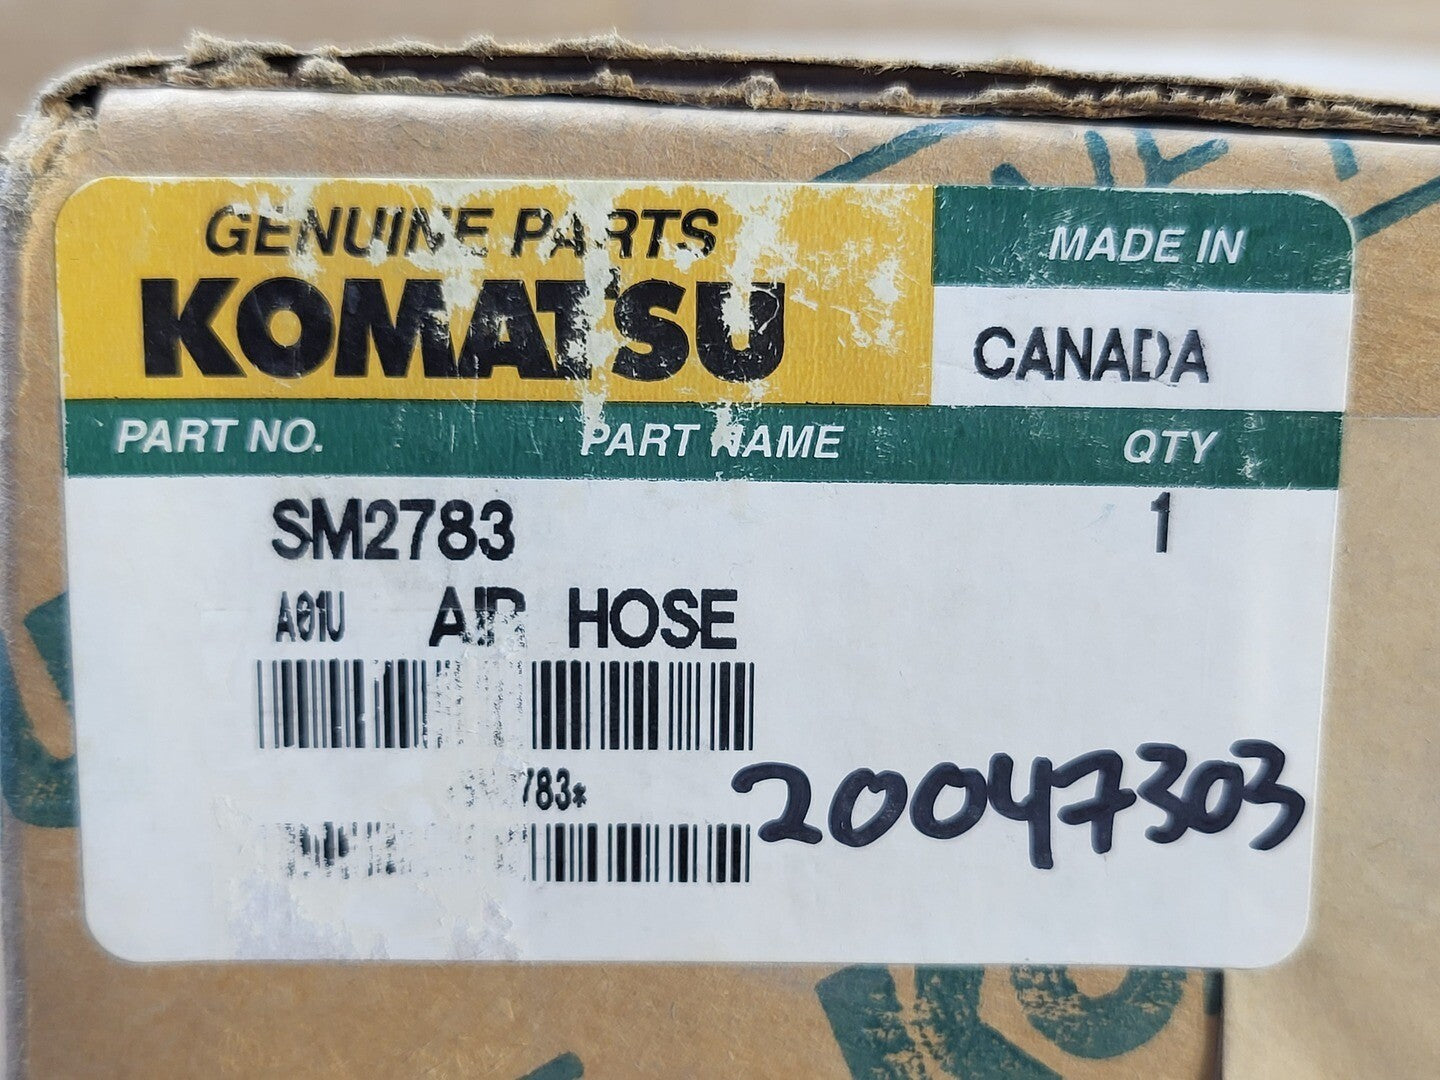 GENUINE PARTS
KOMATSU
MADE IN
CANADA
PART NO. PART NAME QTY
SM2783 1
A01U AIR HOSE
783*
20047303